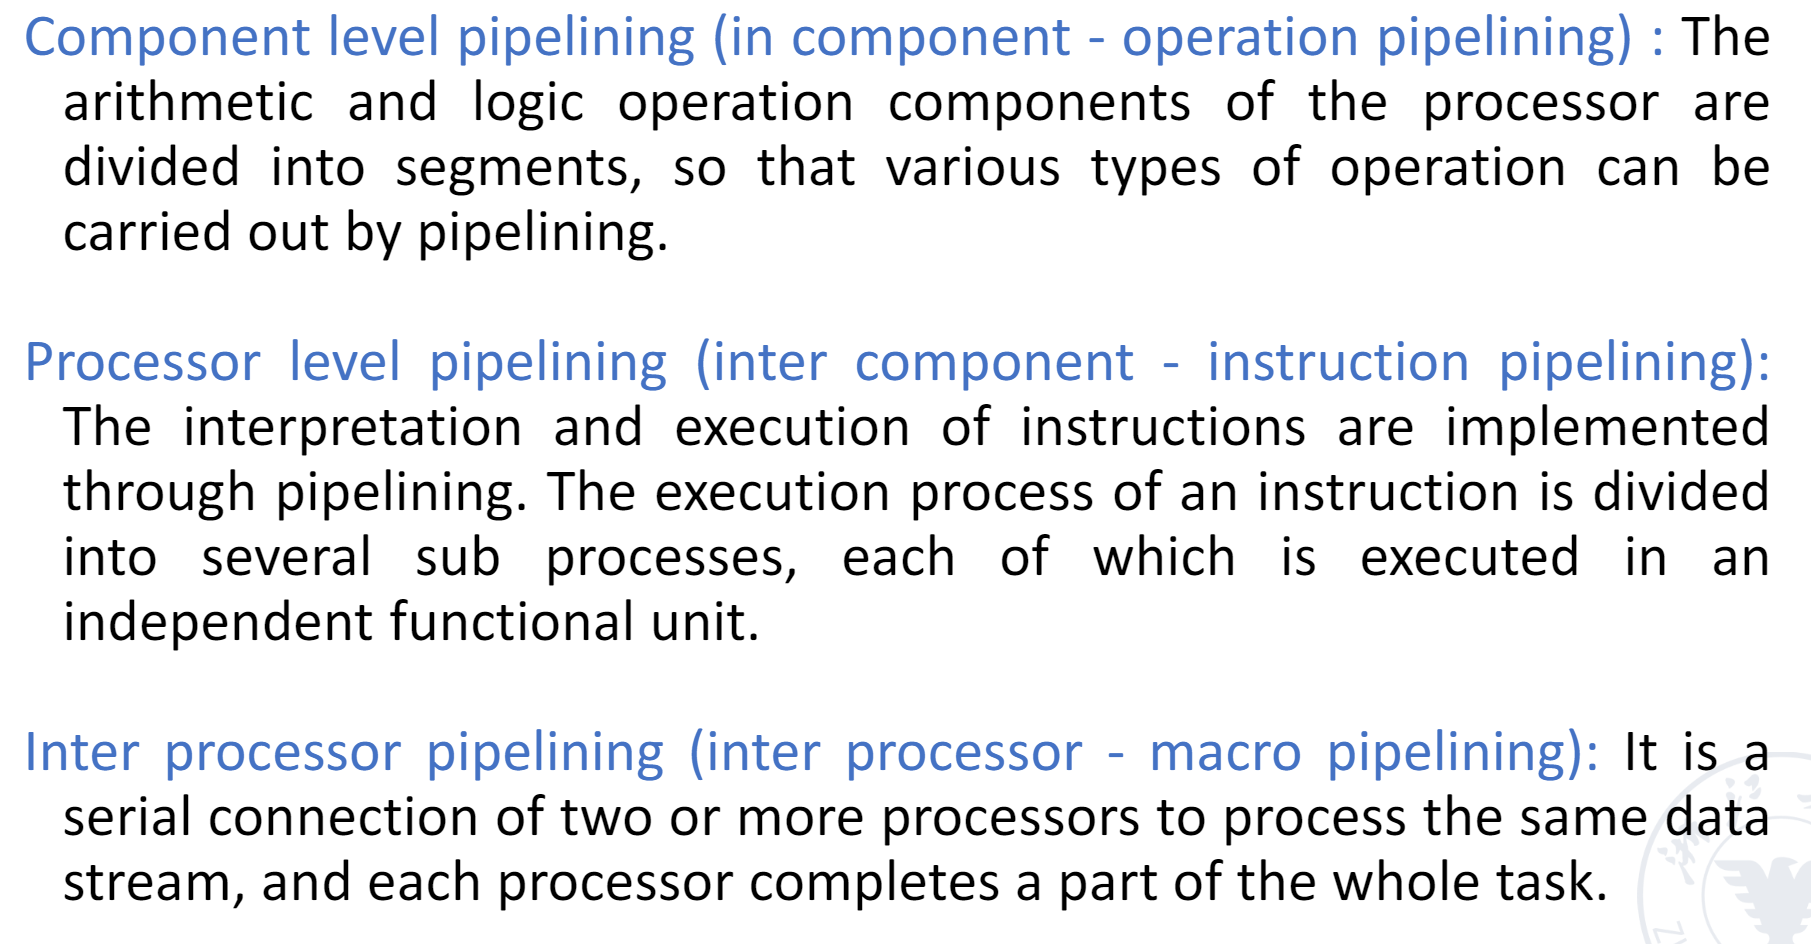 Component level pipelining (in component - operation pipelining) : The
arithmetic and logic operation components of the processor are
divided into segments, so that various types of operation can be
carried out by pipelining.
Processor level pipelining (inter component - instruction pipelining):
The interpretation and execution of instructions are implemented
through pipelining. The execution process of an instruction is divided
into several sub processes, each of which is executed in an
independent functional unit.
Inter processor pipelining (inter processor - macro pipelining): It is a
serial connection of two or more processors to process the same data
stream, and each processor completes a part of the whole task.